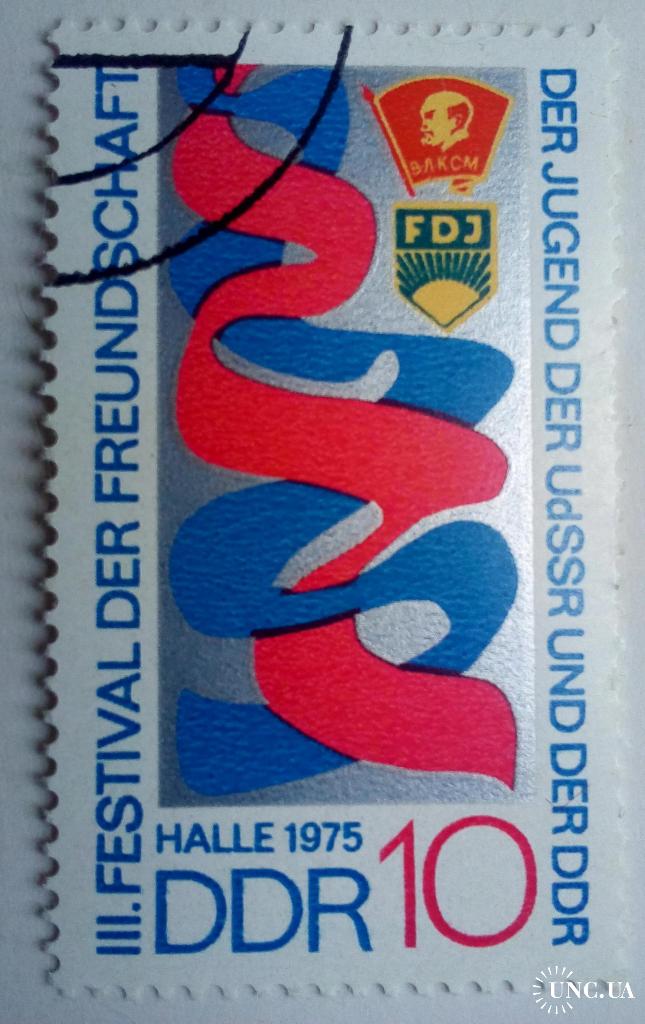 III. FESTIVAL DER FREUNDSCHAFT
DER JUGEND DER UdSSR UND DER DDR
ВЛКСМ
FDJ
HALLE 1975
DDR 10
UNC.UA